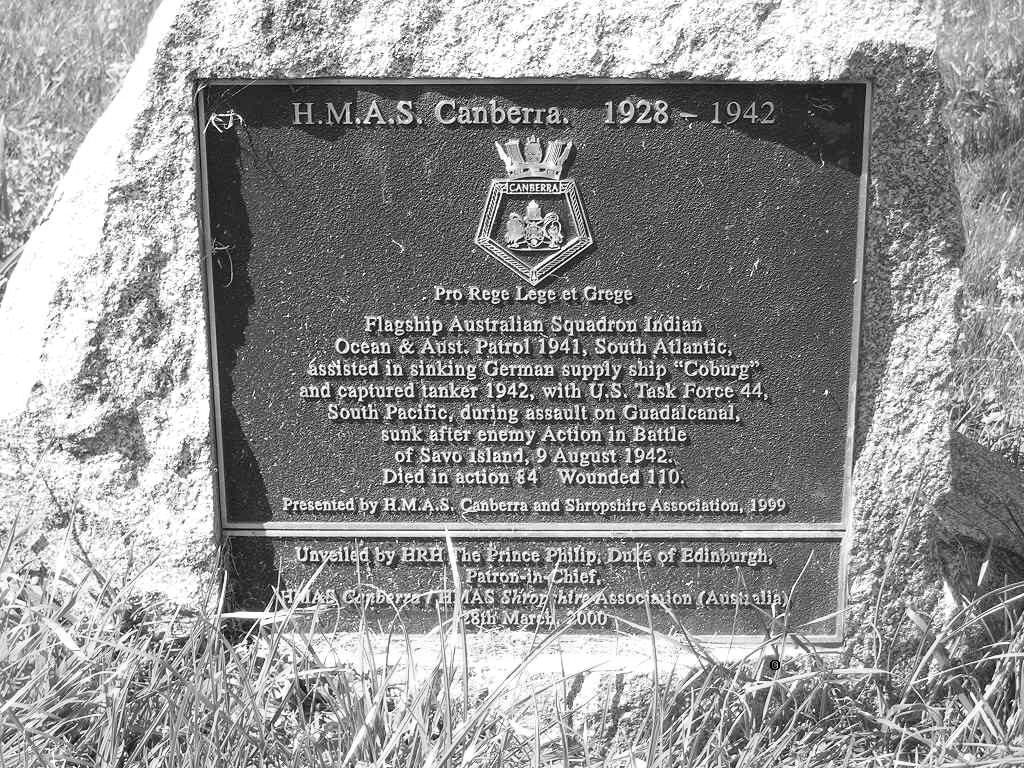 H.M.A.S. Canberra. 1928 – 1942
CANBERRA
Pro Rege Lege et Grege
Flagship Australian Squadron Indian
Ocean & Aust. Patrol 1941, South Atlantic,
assisted in sinking German supply ship “Coburg”
and captured tanker 1942, with U.S. Task Force 44,
South Pacific, during assault on Guadalcanal,
sunk after enemy Action in Battle
of Savo Island, 9 August 1942.
Died in action 84 Wounded 110.
Presented by H.M.A.S. Canberra and Shropshire Association, 1999
Unveiled by HRH The Prince Philip, Duke of Edinburgh,
Patron-in-Chief,
HMAS Canberra / HMAS Shropshire Association (Australia)
28th March, 2000